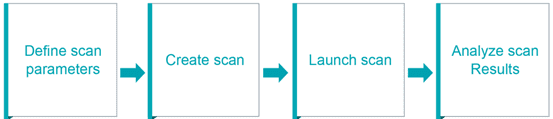 Define scan
parameters
Create scan
Launch scan
Analyze scan
Results